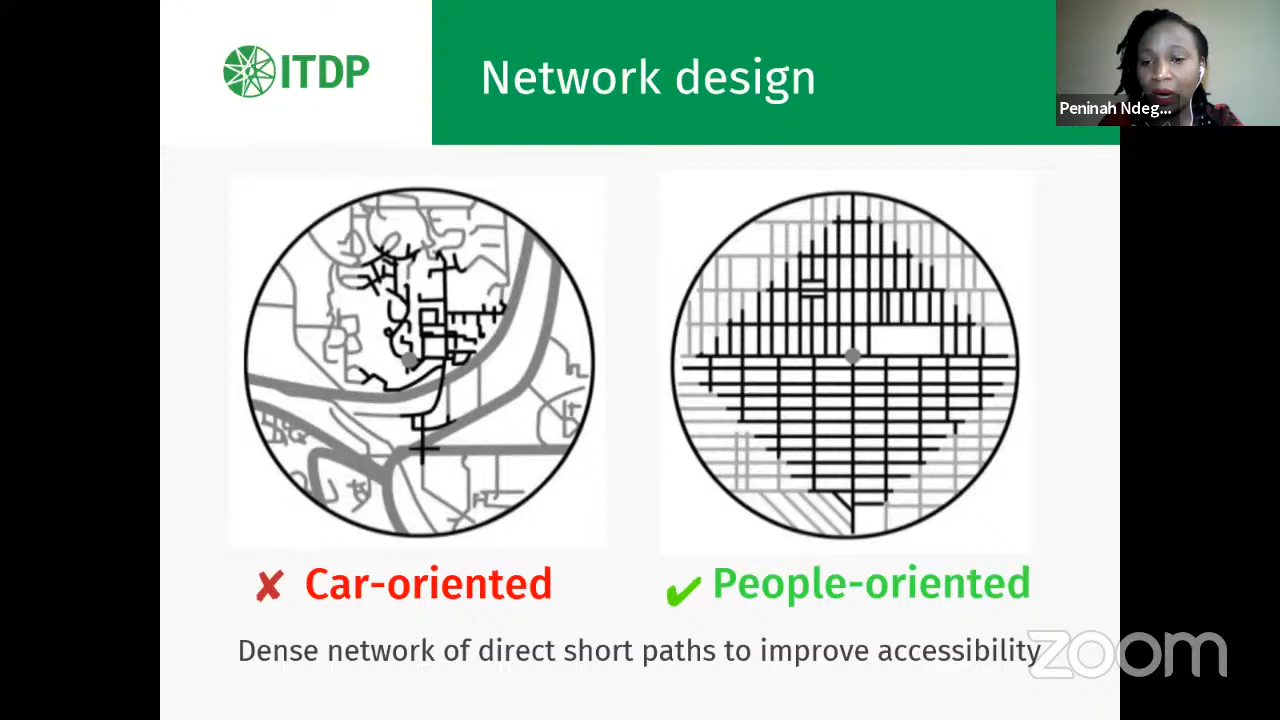 ITDP
Network design
Peninah Ndeg...
✘ Car-oriented
✔ People-oriented
Dense network of direct short paths to improve accessibility
zoom